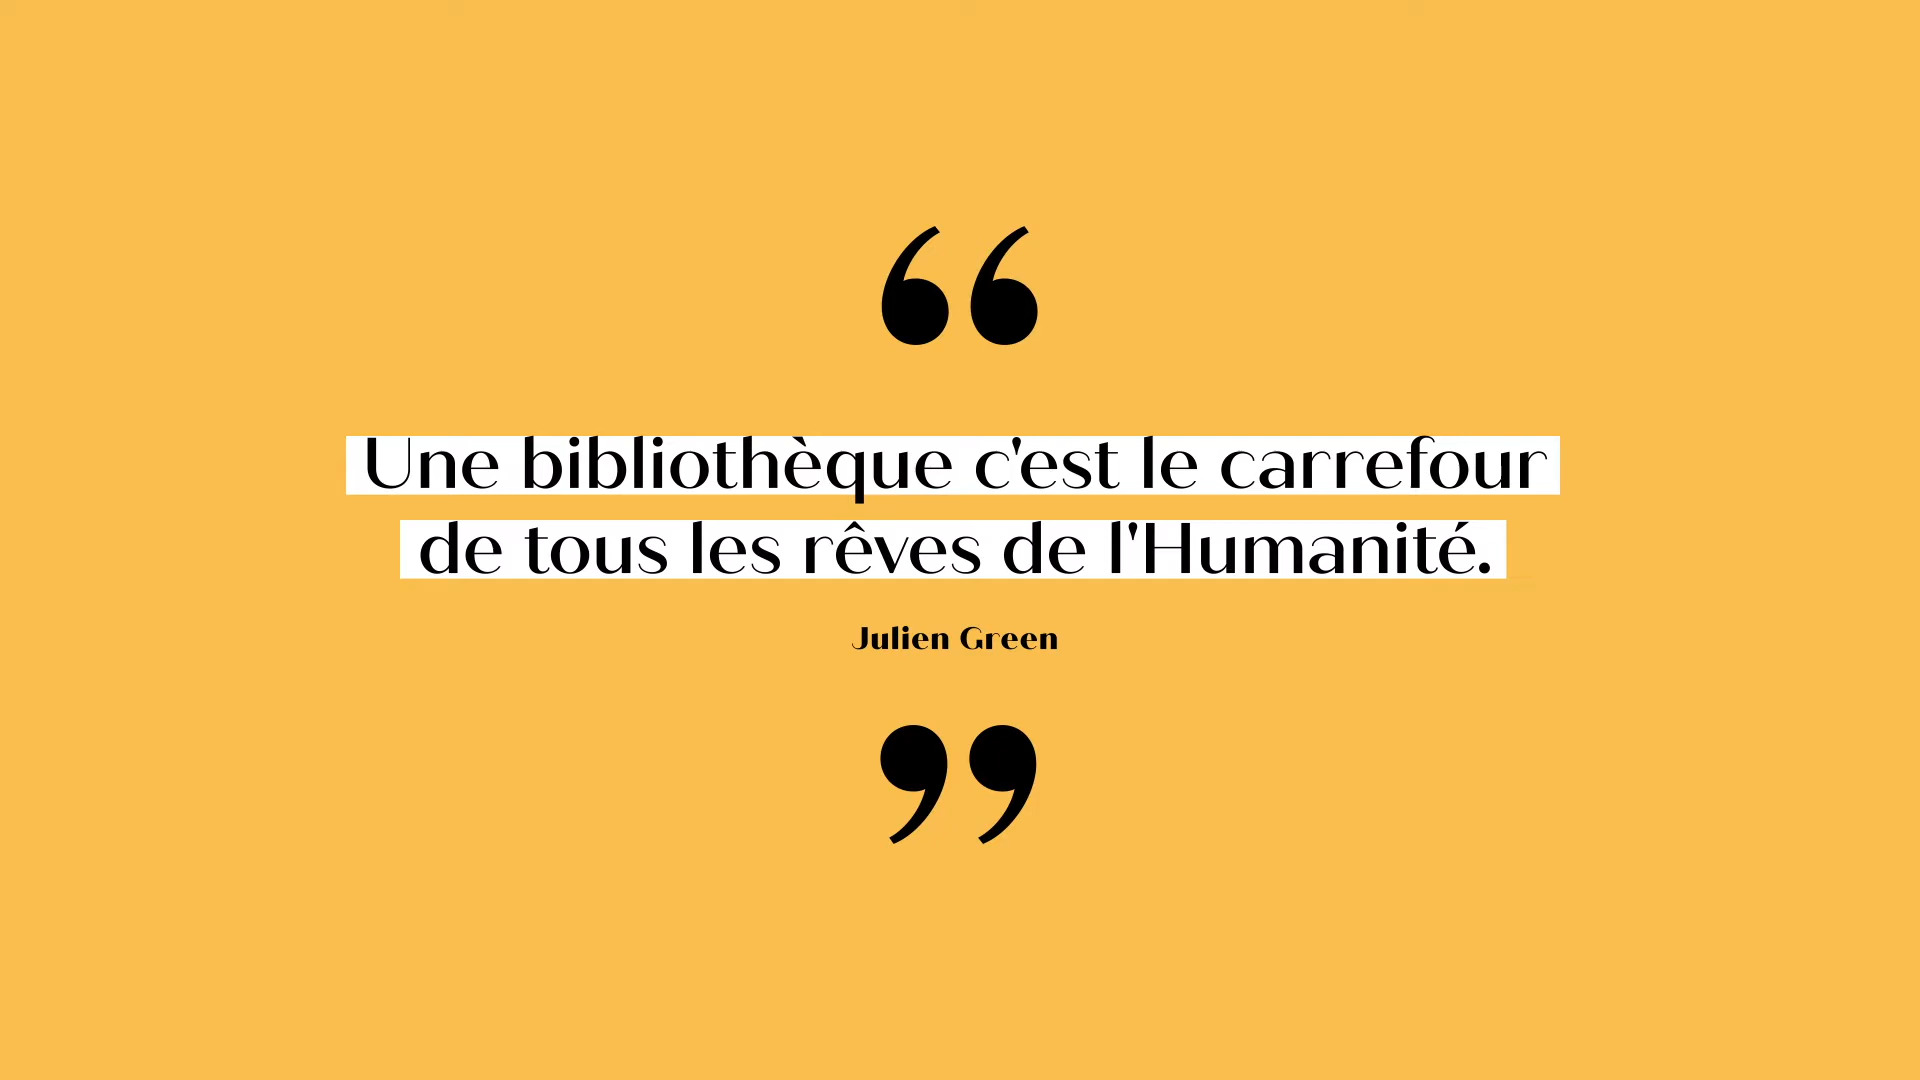 “
Une bibliothèque c'est le carrefour
de tous les rêves de l'Humanité.
Julien Green
”